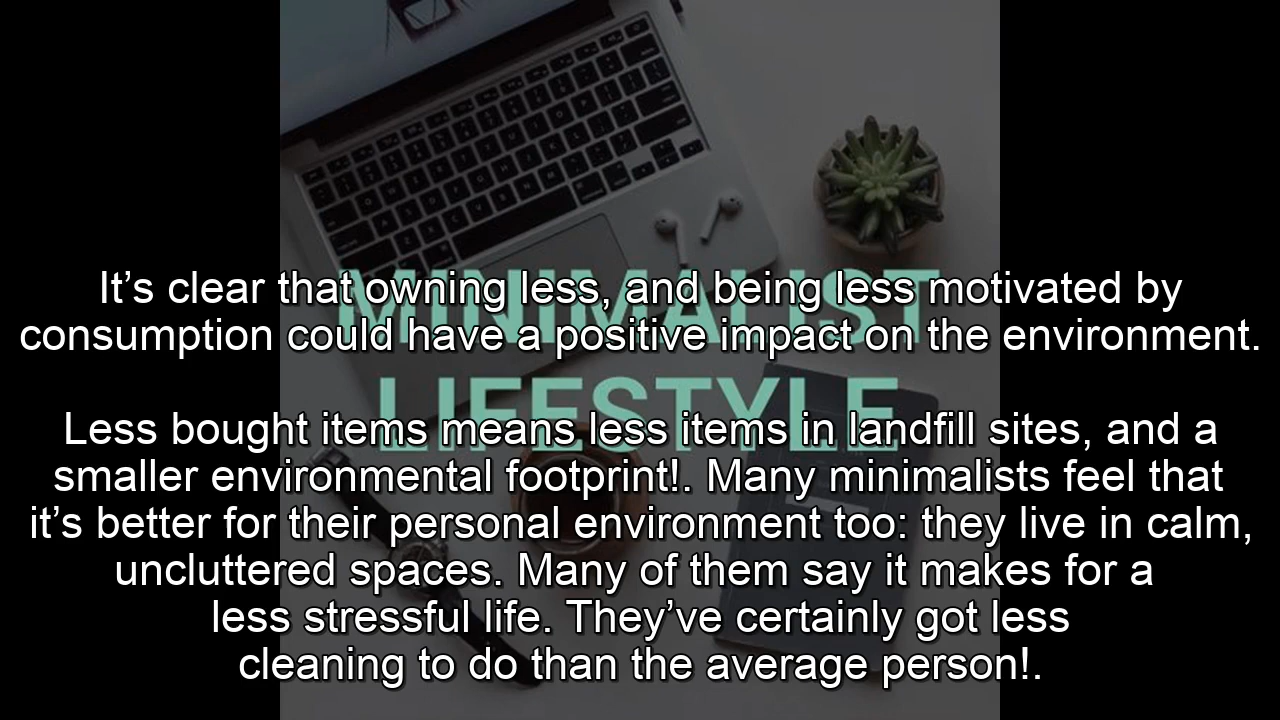 It’s clear that owning less, and being less motivated by
consumption could have a positive impact on the environment.
MINIMALIST
LIFESTYLE
Less bought items means less items in landfill sites, and a
smaller environmental footprint!. Many minimalists feel that
it’s better for their personal environment too: they live in calm,
uncluttered spaces. Many of them say it makes for a
less stressful life. They’ve certainly got less
cleaning to do than the average person!.